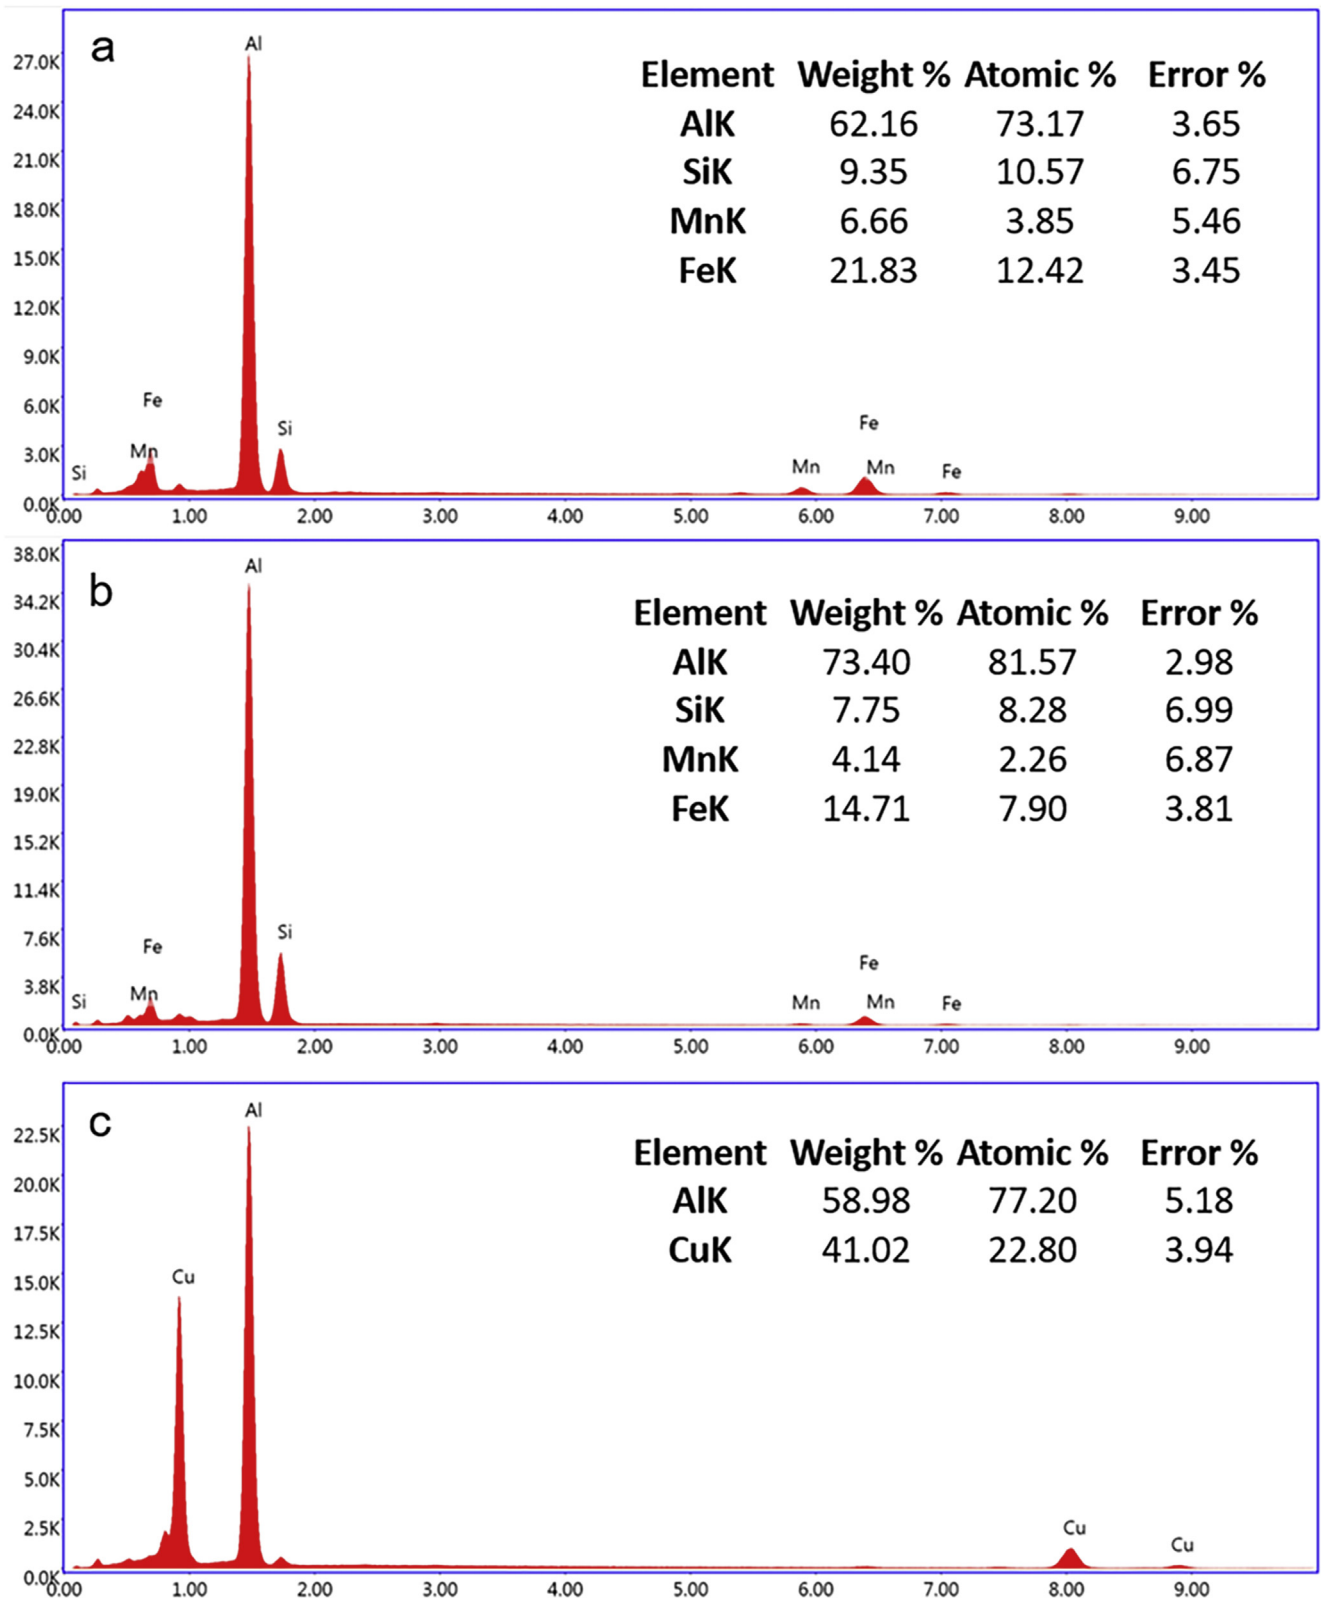 a
Al
27.0K
24.0K
21.0K
18.0K
15.0K
12.0K
9.0K
6.0K
3.0K
0.0K
Element Weight % Atomic % Error %
AlK 62.16 73.17 3.65
SiK 9.35 10.57 6.75
MnK 6.66 3.85 5.46
FeK 21.83 12.42 3.45
Fe
Mn
Si
Si
Fe
Mn
Mn
Fe
0.00 1.00 2.00 3.00 4.00 5.00 6.00 7.00 8.00 9.00
b
Al
38.0K
34.2K
30.4K
26.6K
22.8K
19.0K
15.2K
11.4K
7.6K
3.8K
0.0K
Element Weight % Atomic % Error %
AlK 73.40 81.57 2.98
SiK 7.75 8.28 6.99
MnK 4.14 2.26 6.87
FeK 14.71 7.90 3.81
Fe
Mn
Si
Si
Fe
Mn
Mn
Fe
0.00 1.00 2.00 3.00 4.00 5.00 6.00 7.00 8.00 9.00
c
Al
22.5K
20.0K
17.5K
15.0K
12.5K
10.0K
7.5K
5.0K
2.5K
0.0K
Element Weight % Atomic % Error %
AlK 58.98 77.20 5.18
CuK 41.02 22.80 3.94
Cu
Cu
Cu
0.00 1.00 2.00 3.00 4.00 5.00 6.00 7.00 8.00 9.00